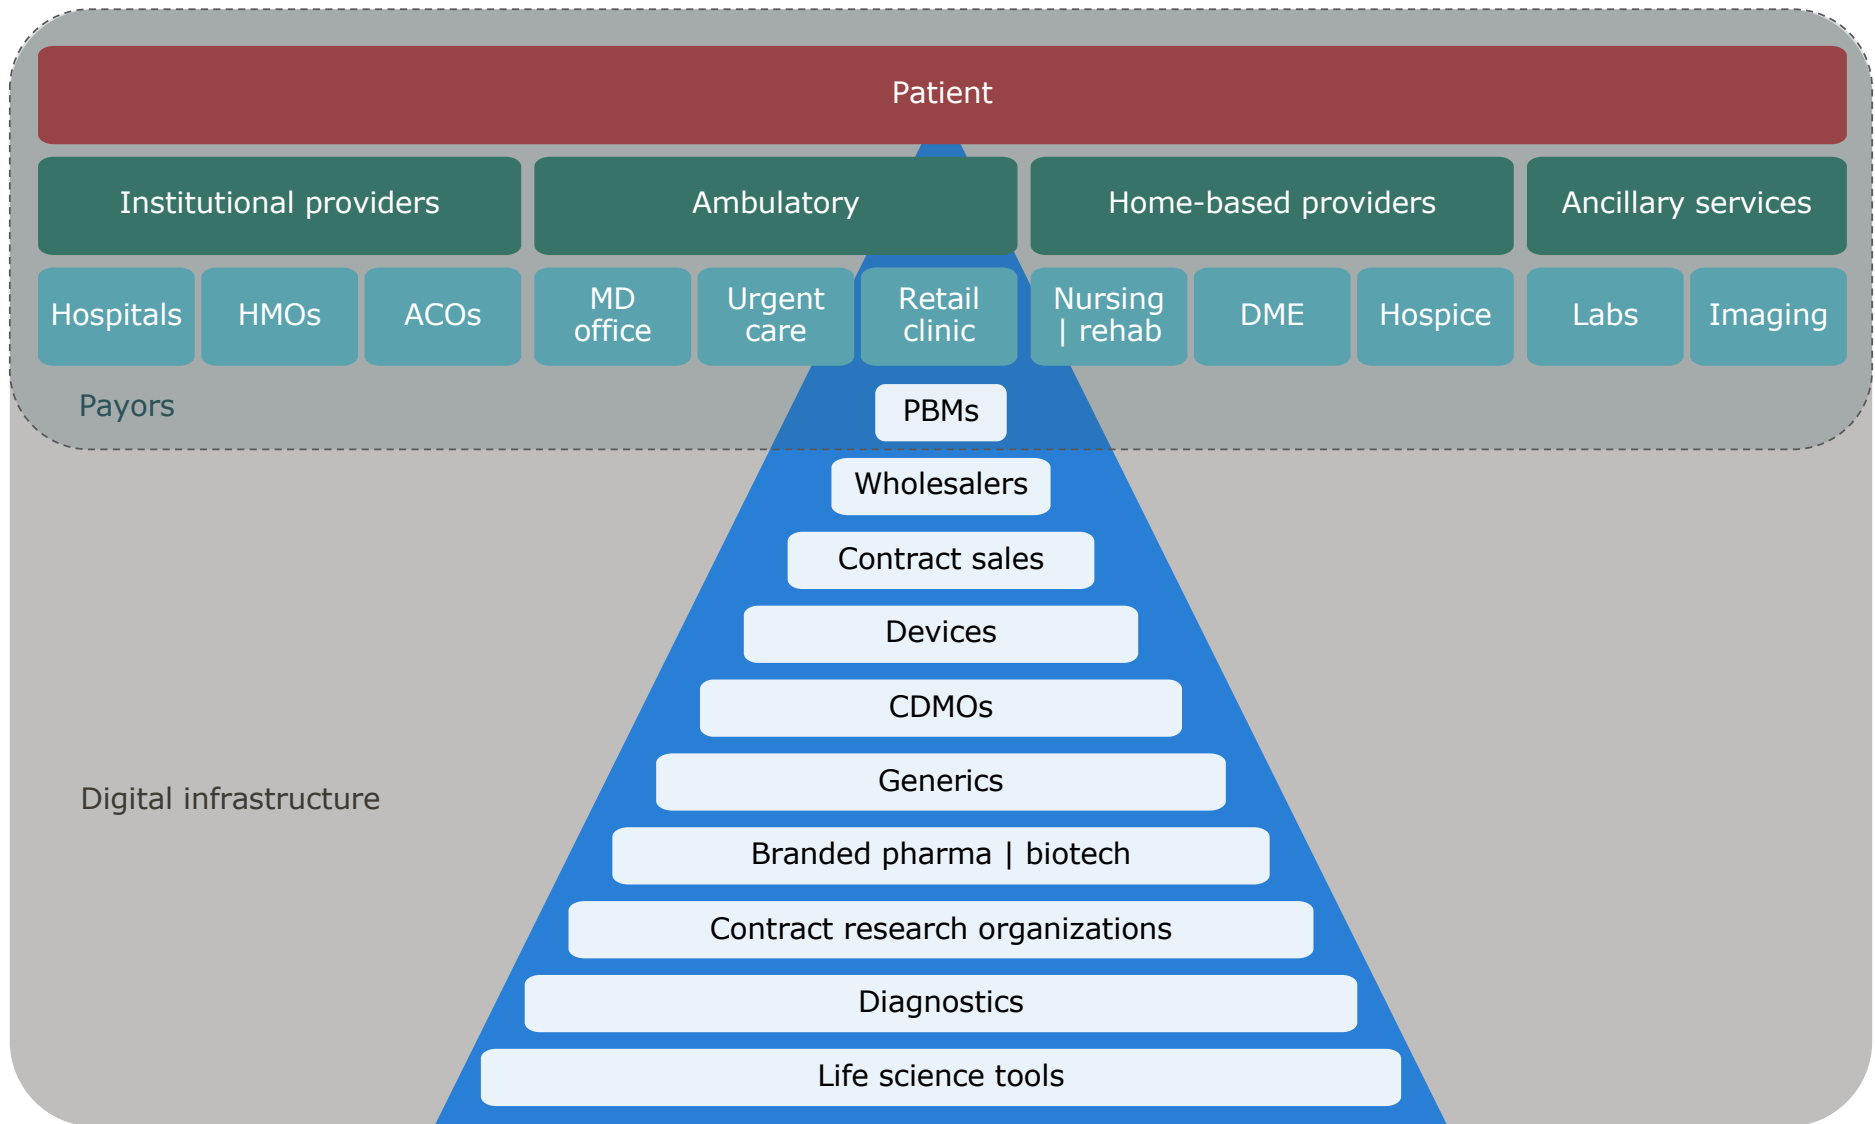 Patient
Institutional providers
Ambulatory
Home-based providers
Ancillary services
Hospitals
HMOs
ACOs
MD
office
Urgent
care
Retail
clinic
Nursing
| rehab
DME
Hospice
Labs
Imaging
Payors
PBMs
Wholesalers
Contract sales
Devices
CDMOs
Generics
Digital infrastructure
Branded pharma | biotech
Contract research organizations
Diagnostics
Life science tools